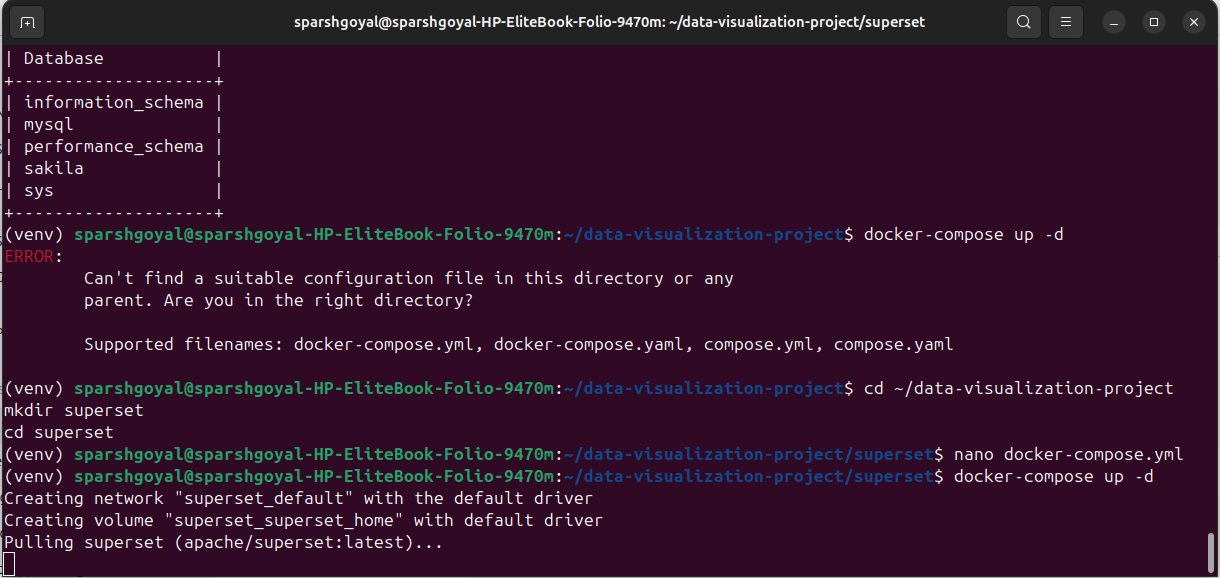 sparshgoyal@sparshgoyal-HP-EliteBook-Folio-9470m: ~/data-visualization-project/superset
| Database           |
+--------------------+
| information_schema |
| mysql              |
| performance_schema |
| sakila             |
| sys                |
+--------------------+
(venv) sparshgoyal@sparshgoyal-HP-EliteBook-Folio-9470m:~/data-visualization-project$ docker-compose up -d
ERROR:
        Can't find a suitable configuration file in this directory or any
        parent. Are you in the right directory?

        Supported filenames: docker-compose.yml, docker-compose.yaml, compose.yml, compose.yaml

(venv) sparshgoyal@sparshgoyal-HP-EliteBook-Folio-9470m:~/data-visualization-project$ cd ~/data-visualization-project
mkdir superset
cd superset
(venv) sparshgoyal@sparshgoyal-HP-EliteBook-Folio-9470m:~/data-visualization-project/superset$ nano docker-compose.yml
(venv) sparshgoyal@sparshgoyal-HP-EliteBook-Folio-9470m:~/data-visualization-project/superset$ docker-compose up -d
Creating network "superset_default" with the default driver
Creating volume "superset_superset_home" with default driver
Pulling superset (apache/superset:latest)...